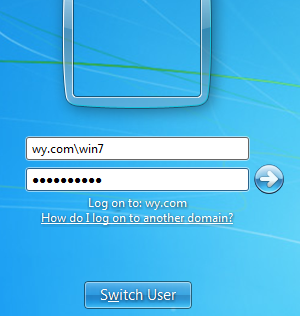 wy.com\win7
●●●●●●●●●●
Log on to: wy.com
How do I log on to another domain?
Switch User